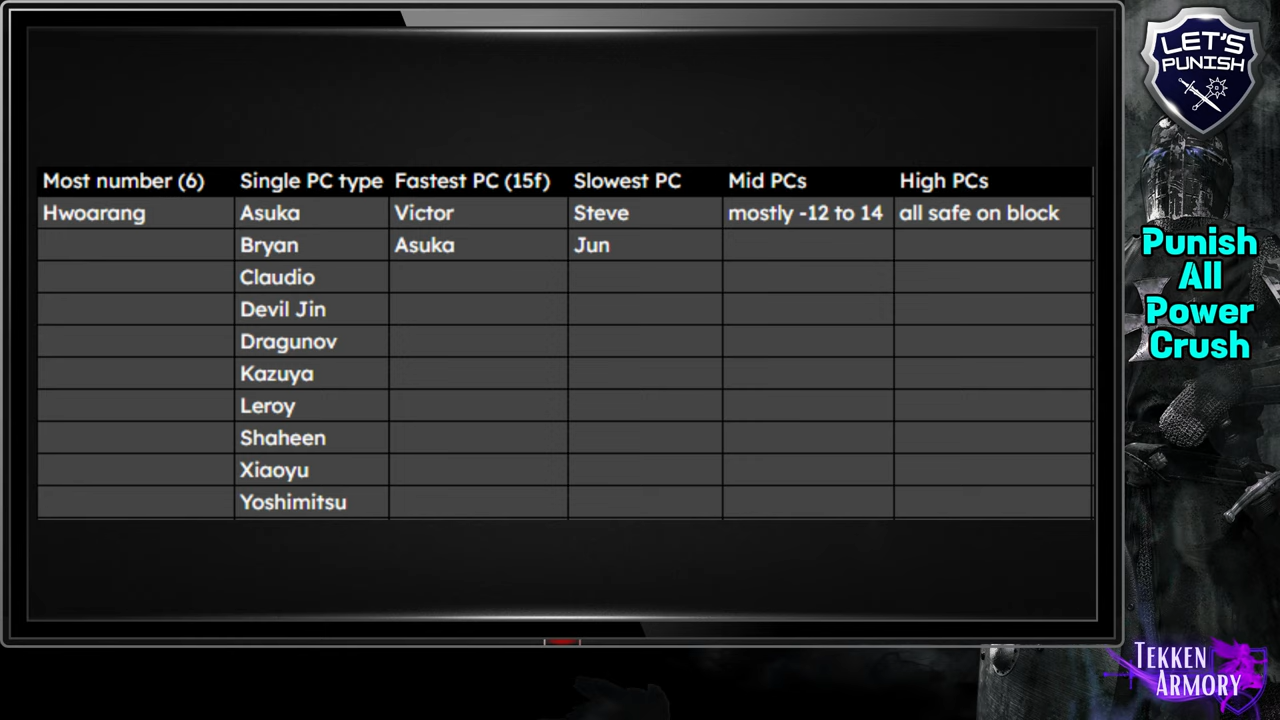 LET'S
PUNISH
Most number (6) Single PC type Fastest PC (15f) Slowest PC Mid PCs High PCs
Hwoarang Asuka Victor Steve mostly -12 to 14 all safe on block
Bryan Asuka Jun
Claudio
Devil Jin
Dragunov
Kazuya
Leroy
Shaheen
Xiaoyu
Yoshimitsu
Punish
All
Power
Crush
TEKKEN
ARMORY